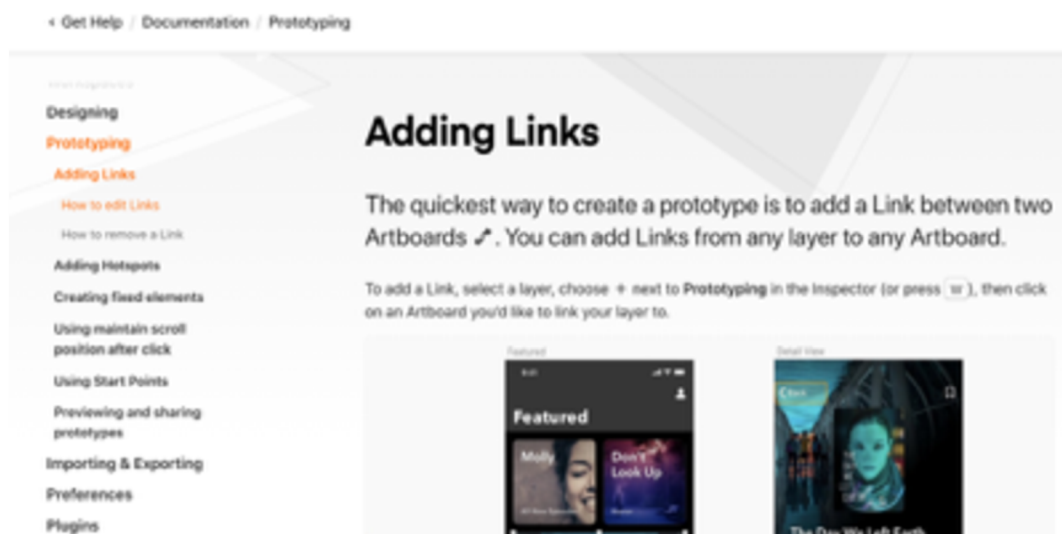 ‹ Get Help / Documentation / Prototyping
Workspaces
Designing
Prototyping
Adding Links
How to edit Links
How to remove a Link
Adding Hotspots
Creating fixed elements
Using maintain scroll
position after click
Using Start Points
Previewing and sharing
prototypes
Importing & Exporting
Preferences
Plugins
Adding Links
The quickest way to create a prototype is to add a Link between two
Artboards . You can add Links from any layer to any Artboard.
To add a Link, select a layer, choose + next to Prototyping in the Inspector (or press W ), then click
on an Artboard you'd like to link your layer to.
Featured
9:41
Featured
Molly
Don't
Look Up
Detail View
Back
The Day We Left Earth